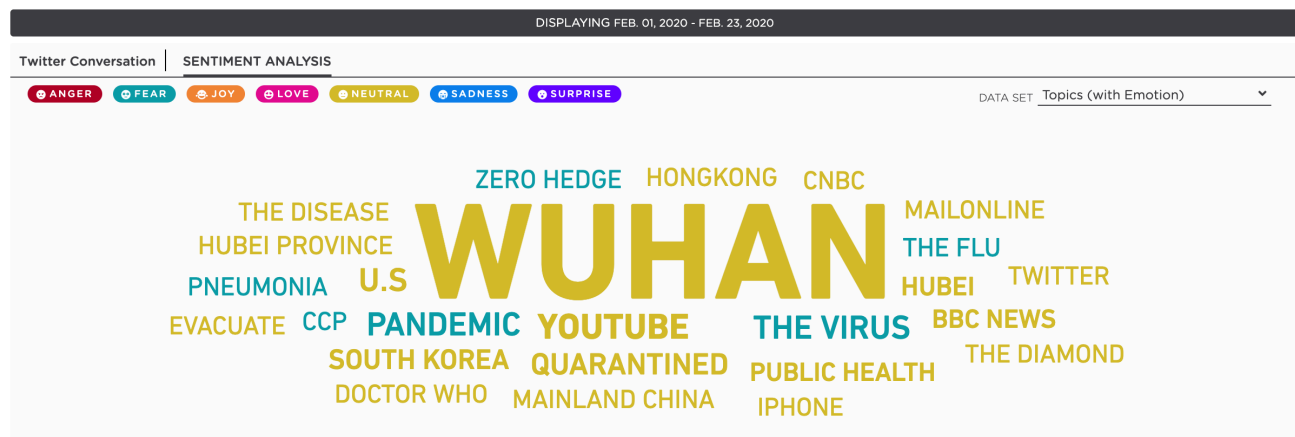 DISPLAYING FEB. 01, 2020 - FEB. 23, 2020
Twitter Conversation
SENTIMENT ANALYSIS
ANGER
FEAR
JOY
LOVE
NEUTRAL
SADNESS
SURPRISE
DATA SET Topics (with Emotion)
ZERO HEDGE
HONGKONG
CNBC
THE DISEASE
WUHAN
MAILONLINE
HUBEI PROVINCE
THE FLU
PNEUMONIA
U.S
HUBEI
TWITTER
EVACUATE
CCP
PANDEMIC
YOUTUBE
THE VIRUS
BBC NEWS
SOUTH KOREA
QUARANTINED
PUBLIC HEALTH
THE DIAMOND
DOCTOR WHO
MAINLAND CHINA
IPHONE